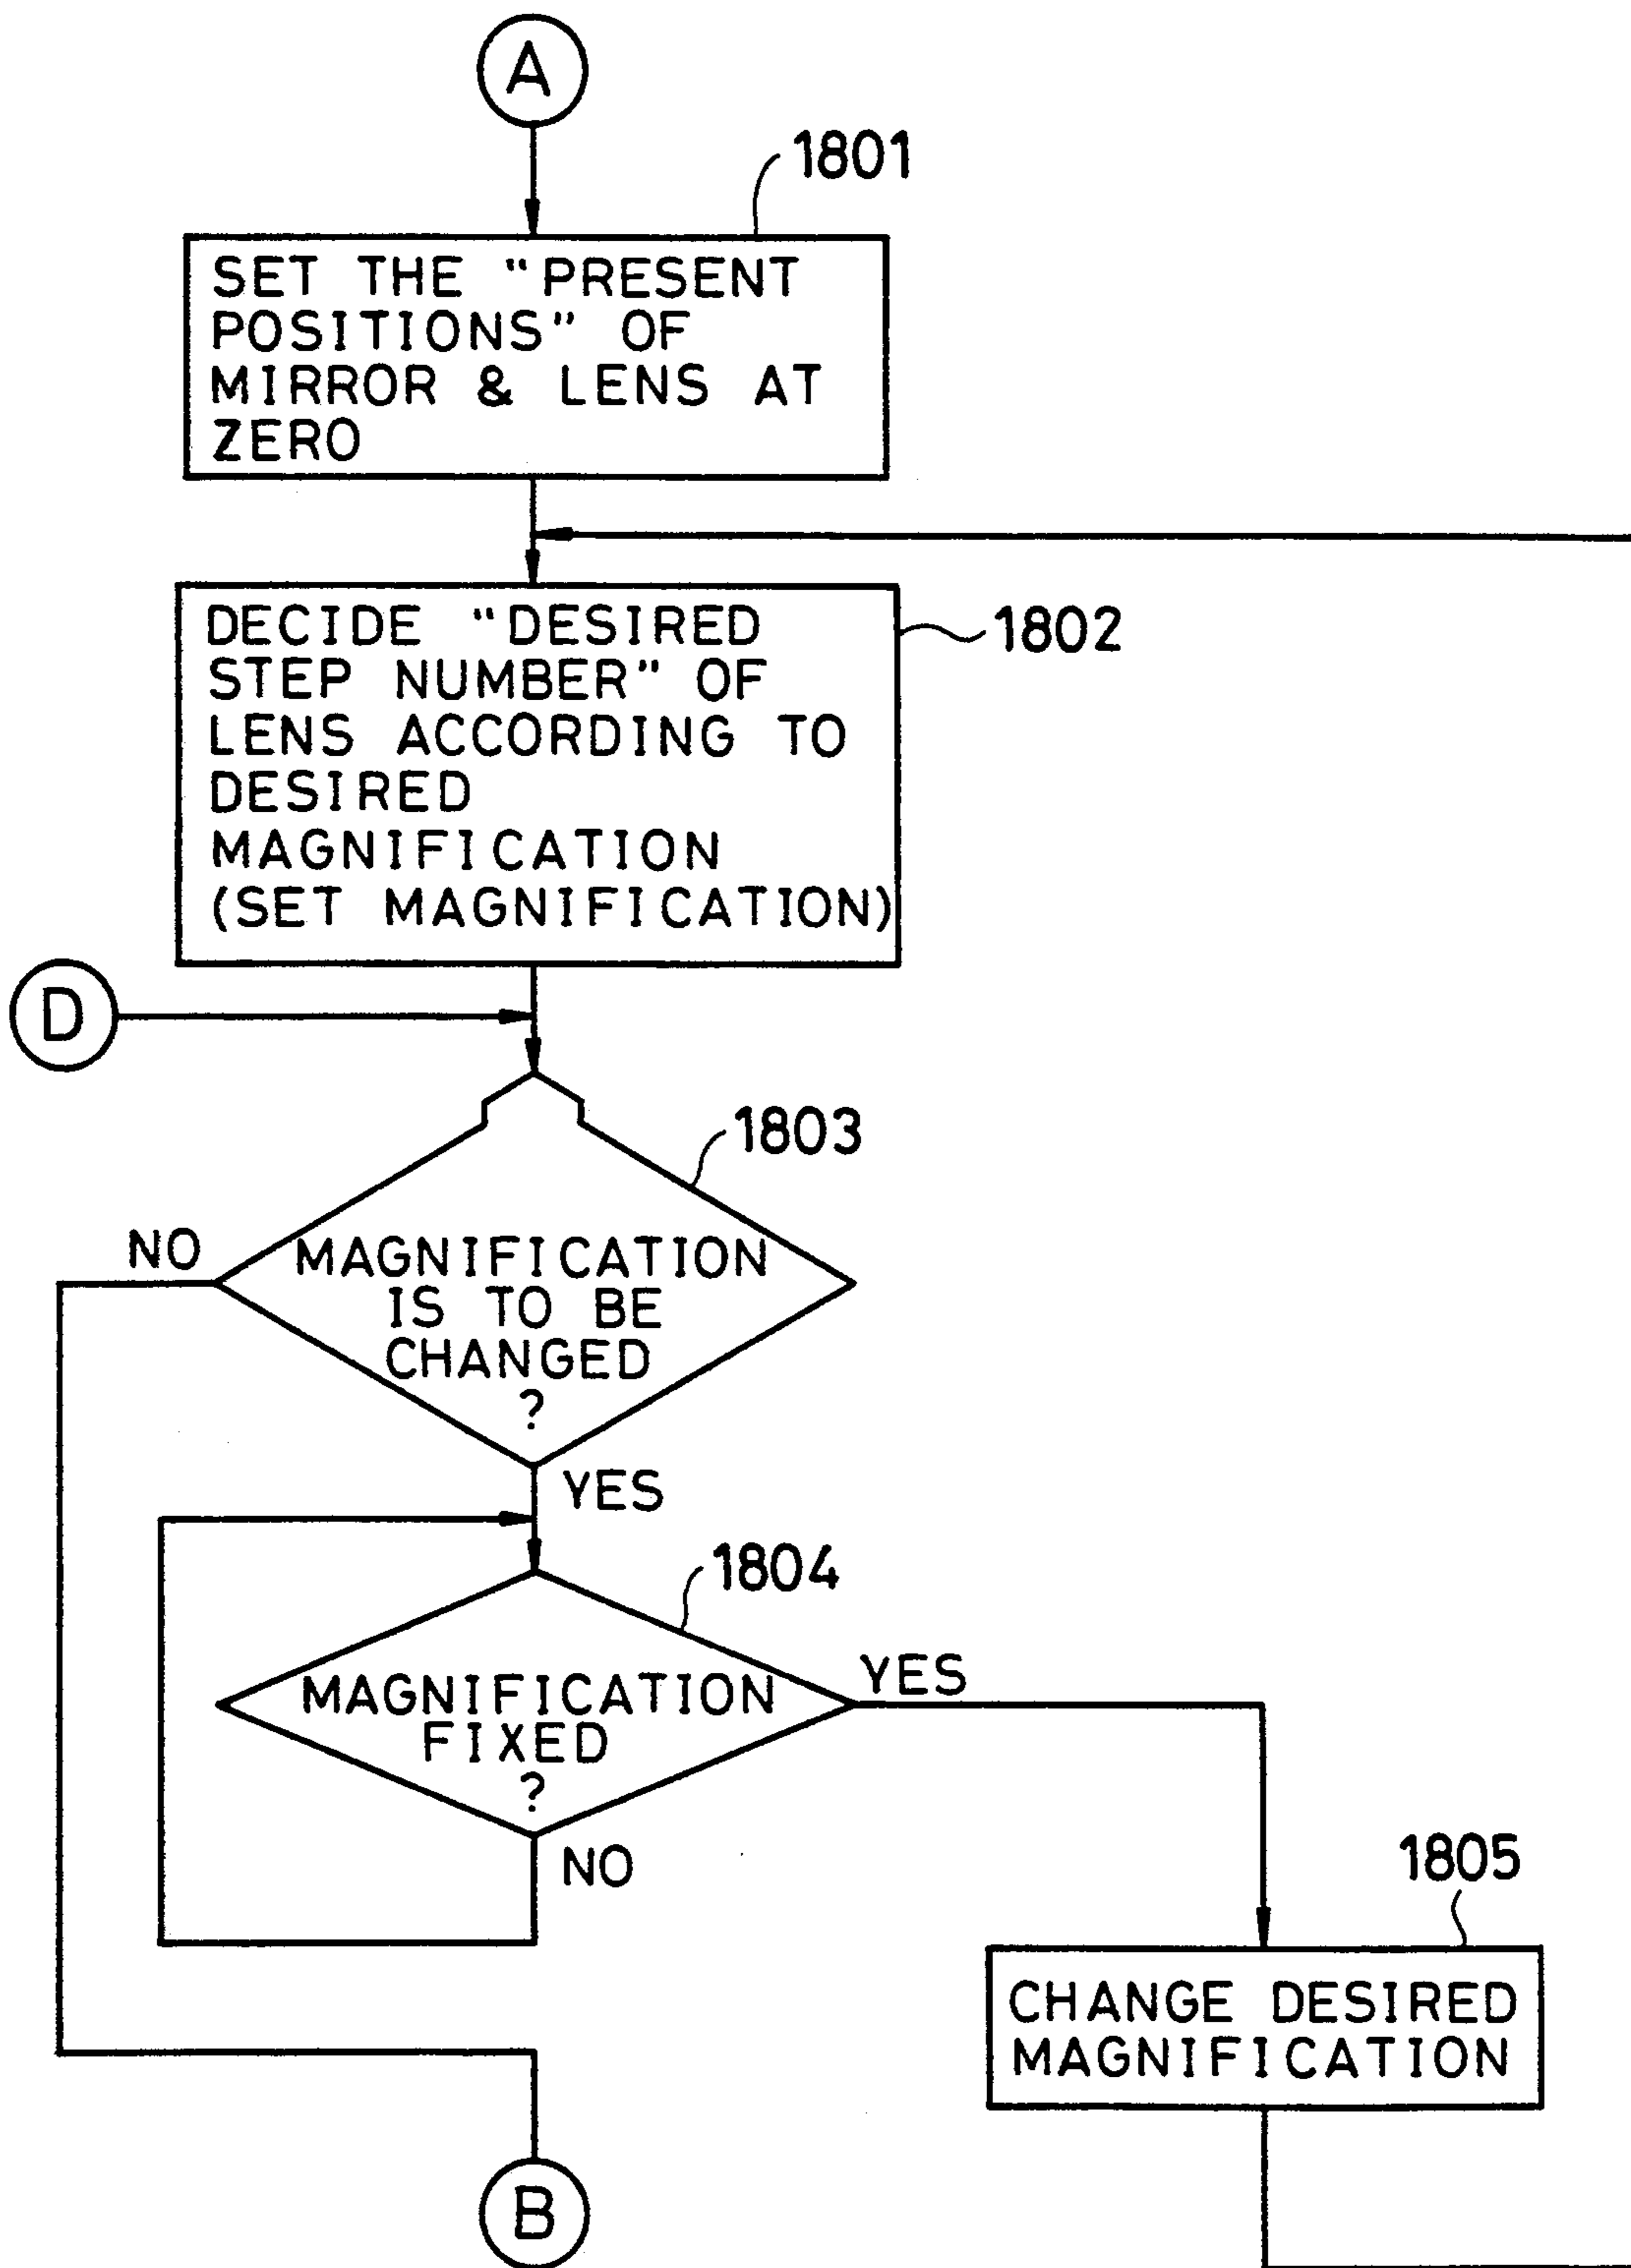 A
1801
SET THE "PRESENT
POSITIONS" OF
MIRROR & LENS AT
ZERO
DECIDE "DESIRED
STEP NUMBER" OF
LENS ACCORDING TO
DESIRED
MAGNIFICATION
(SET MAGNIFICATION)
1802
D
1803
NO
MAGNIFICATION
IS TO BE
CHANGED
?
YES
1804
MAGNIFICATION
FIXED
?
YES
NO
1805
CHANGE DESIRED
MAGNIFICATION
B